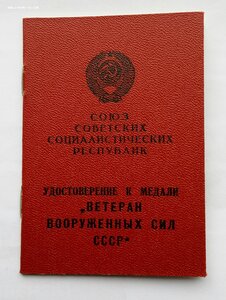 СОЮЗ
СОВЕТСКИХ
СОЦИАЛИСТИЧЕСКИХ
РЕСПУБЛИК
УДОСТОВЕРЕНИЕ К МЕДАЛИ
„ВЕТЕРАН
ВООРУЖЕННЫХ СИЛ
СССР“